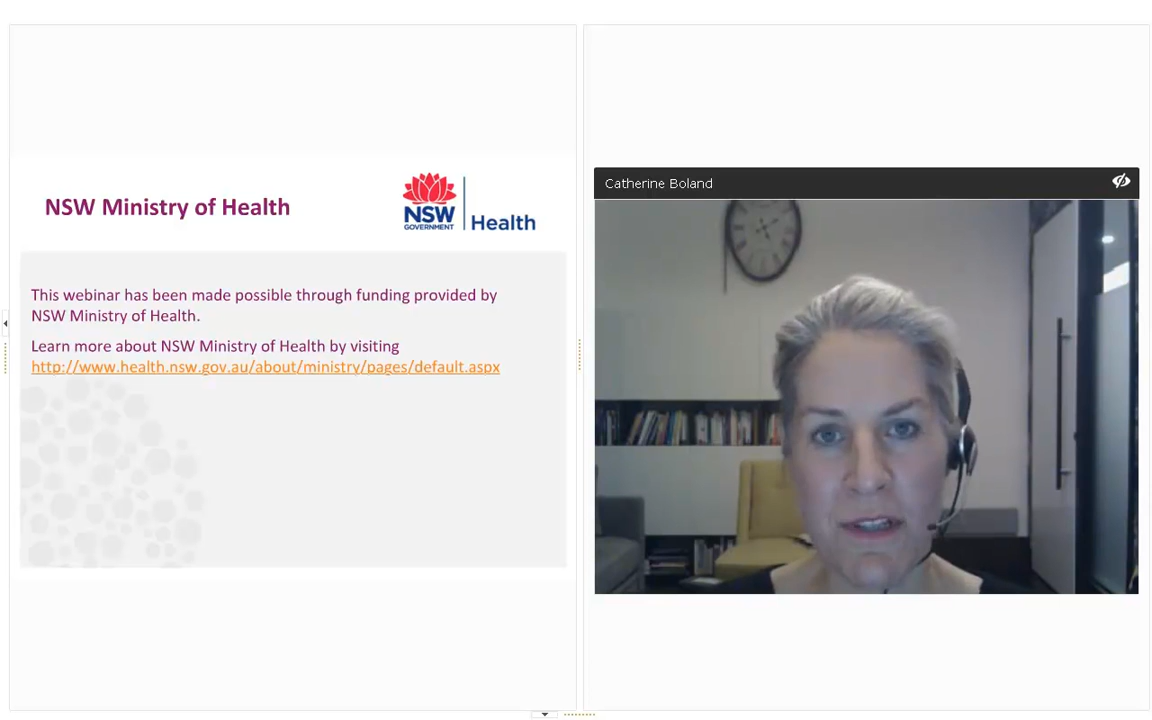 NSW Ministry of Health
NSW
GOVERNMENT
Health
This webinar has been made possible through funding provided by
NSW Ministry of Health.
Learn more about NSW Ministry of Health by visiting
http://www.health.nsw.gov.au/about/ministry/pages/default.aspx
Catherine Boland